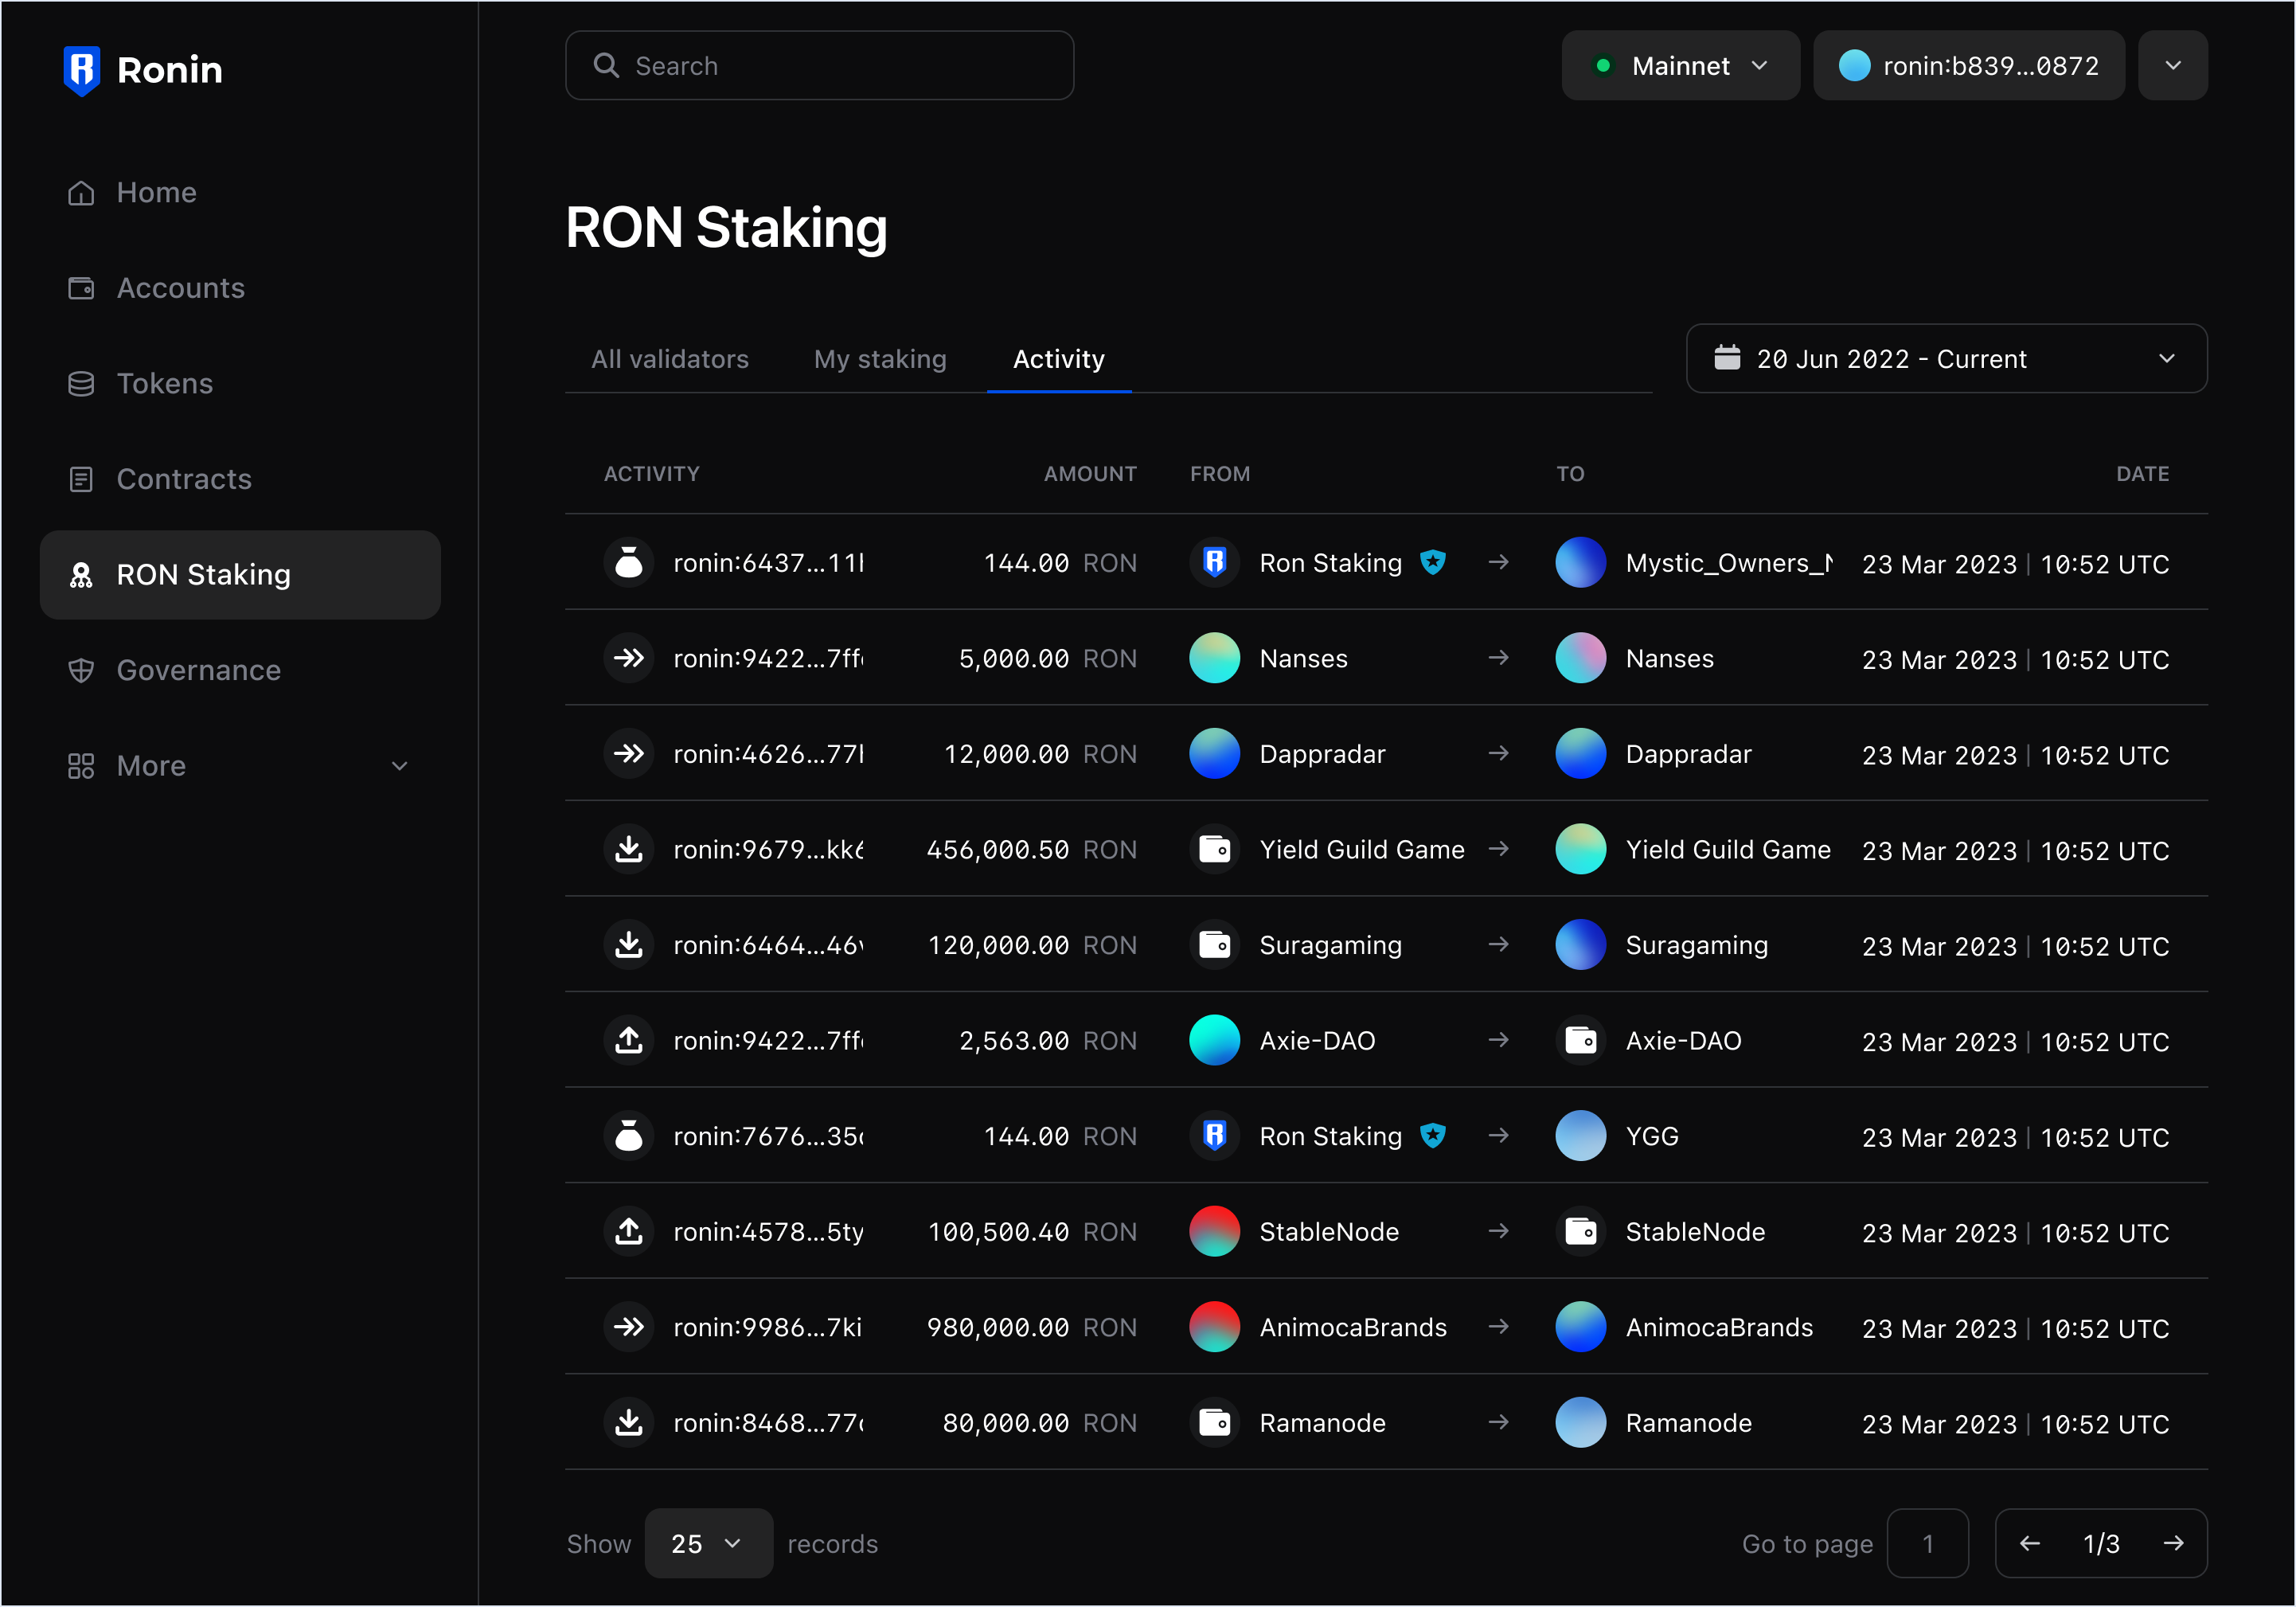 Ronin
Search
Mainnet
ronin:b839...0872
Home
Accounts
Tokens
Contracts
RON Staking
Governance
More
RON Staking
All validators
My staking
Activity
20 Jun 2022 - Current
ACTIVITY AMOUNT FROM TO DATE
ronin:6437...11 144.00 RON Ron Staking Mystic_Owners_ 23 Mar 2023 | 10:52 UTC
ronin:9422...7ff 5,000.00 RON Nanses Nanses 23 Mar 2023 | 10:52 UTC
ronin:4626...77 12,000.00 RON Dappradar Dappradar 23 Mar 2023 | 10:52 UTC
ronin:9679...kk6 456,000.50 RON Yield Guild Game Yield Guild Game 23 Mar 2023 | 10:52 UTC
ronin:6464...46 120,000.00 RON Suragaming Suragaming 23 Mar 2023 | 10:52 UTC
ronin:9422...7ff 2,563.00 RON Axie-DAO Axie-DAO 23 Mar 2023 | 10:52 UTC
ronin:7676...35 144.00 RON Ron Staking YGG 23 Mar 2023 | 10:52 UTC
ronin:4578...5ty 100,500.40 RON StableNode StableNode 23 Mar 2023 | 10:52 UTC
ronin:9986...7ki 980,000.00 RON AnimocaBrands AnimocaBrands 23 Mar 2023 | 10:52 UTC
ronin:8468...77 80,000.00 RON Ramanode Ramanode 23 Mar 2023 | 10:52 UTC
Show 25 records
Go to page 1
1/3